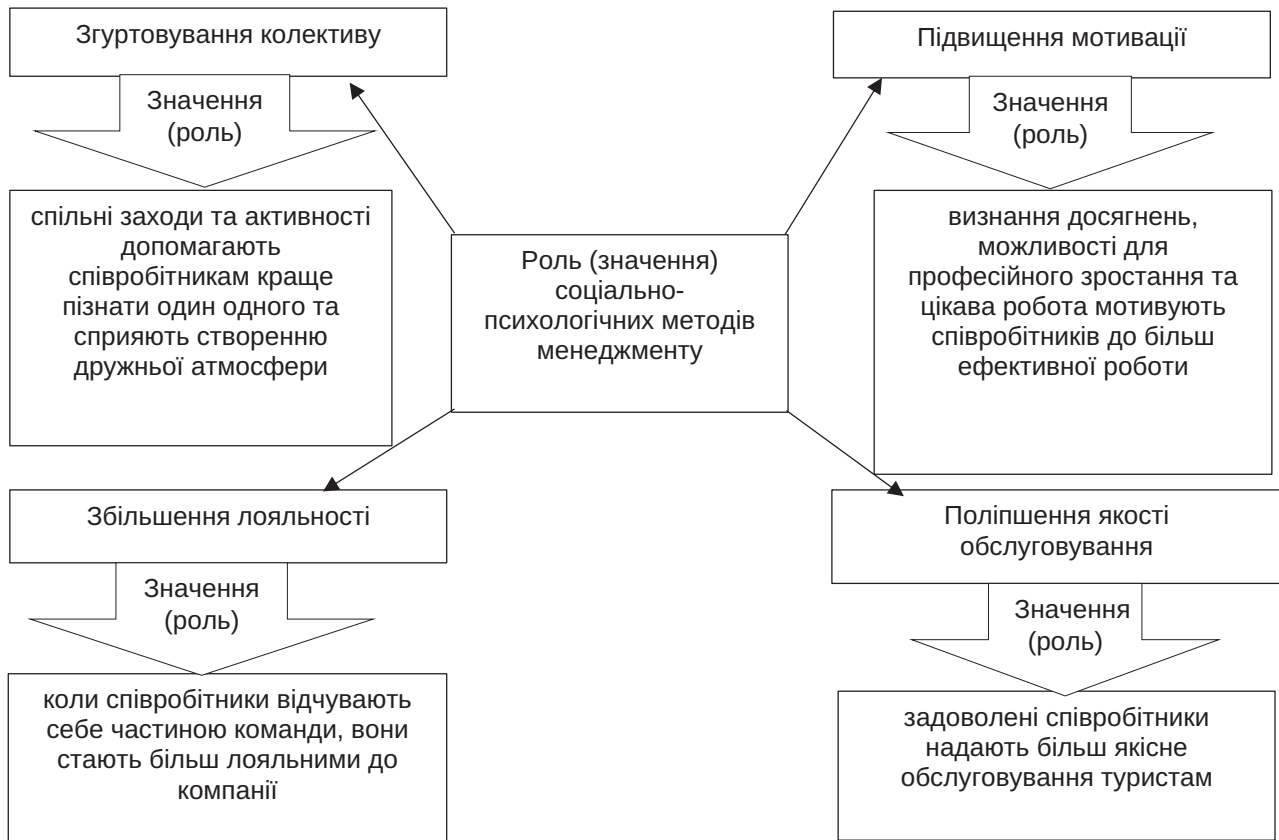 Згуртовування колективу
Значення
(роль)
спільні заходи та активності
допомагають
співробітникам краще
пізнати один одного та
сприяють створенню
дружньої атмосфери
Підвищення мотивації
Значення
(роль)
визнання досягнень,
можливості для
професійного зростання та
цікава робота мотивують
співробітників до більш
ефективної роботи
Роль (значення)
соціально-
психологічних методів
менеджменту
Збільшення лояльності
Значення
(роль)
коли співробітники відчувають
себе частиною команди, вони
стають більш лояльними до
компанії
Поліпшення якості
обслуговування
Значення
(роль)
задоволені співробітники
надають більш якісне
обслуговування туристам